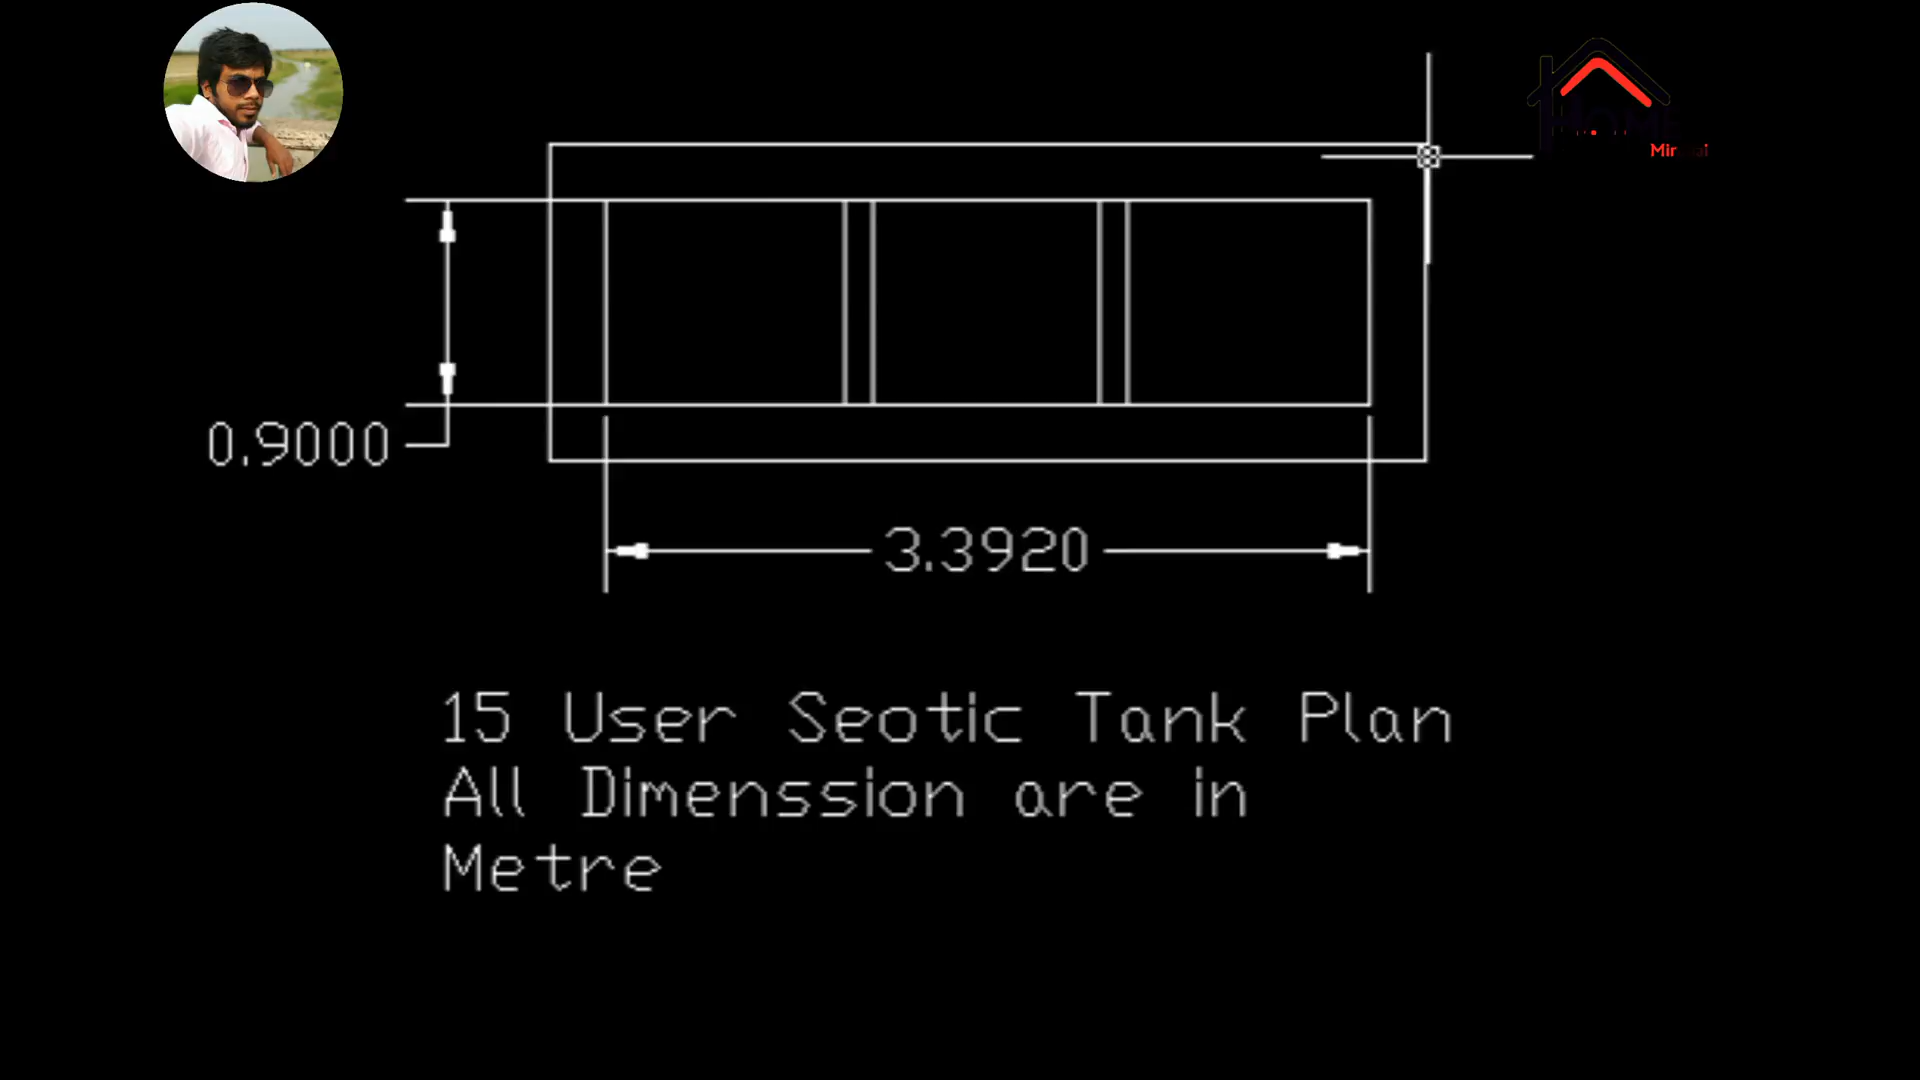 0.9000
3.3920
15 User Seotic Tank Plan
All Dimenssion are in
Metre